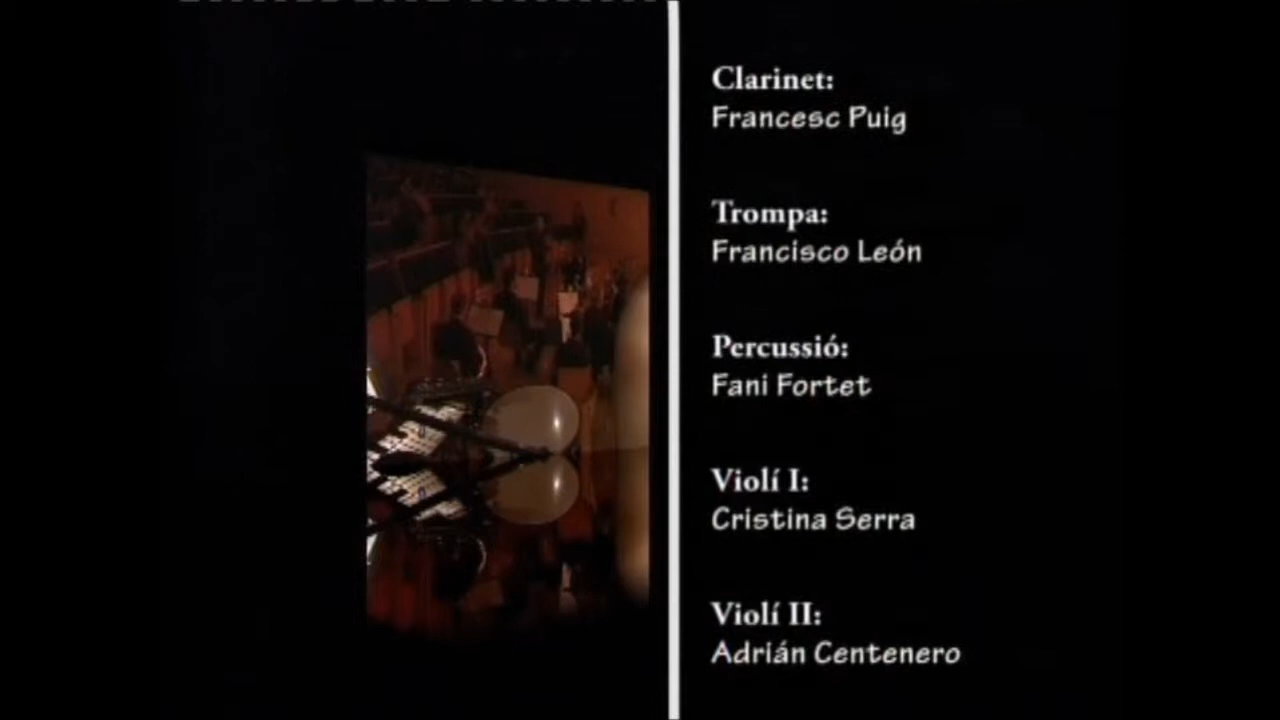 Clarinet:
Francesc Puig
Trompa:
Francisco León
Percussió:
Fani Fortet
Violí I:
Cristina Serra
Violí II:
Adrián Centenero